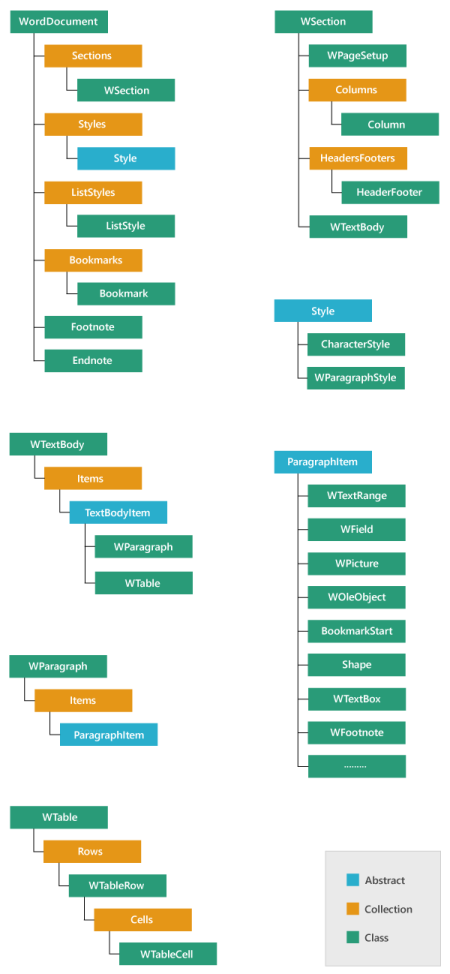 WordDocument
Sections
WSection
Styles
Style
ListStyles
ListStyle
Bookmarks
Bookmark
Footnote
Endnote
WSection
WPageSetup
Columns
Column
HeadersFooters
HeaderFooter
WTextBody
Style
CharacterStyle
WParagraphStyle
WTextBody
Items
TextBodyItem
WParagraph
WTable
ParagraphItem
WTextRange
WField
WPicture
WOleObject
BookmarkStart
Shape
WTextBox
WFootnote
.........
WParagraph
Items
ParagraphItem
WTable
Rows
WTableRow
Cells
WTableCell
Abstract
Collection
Class